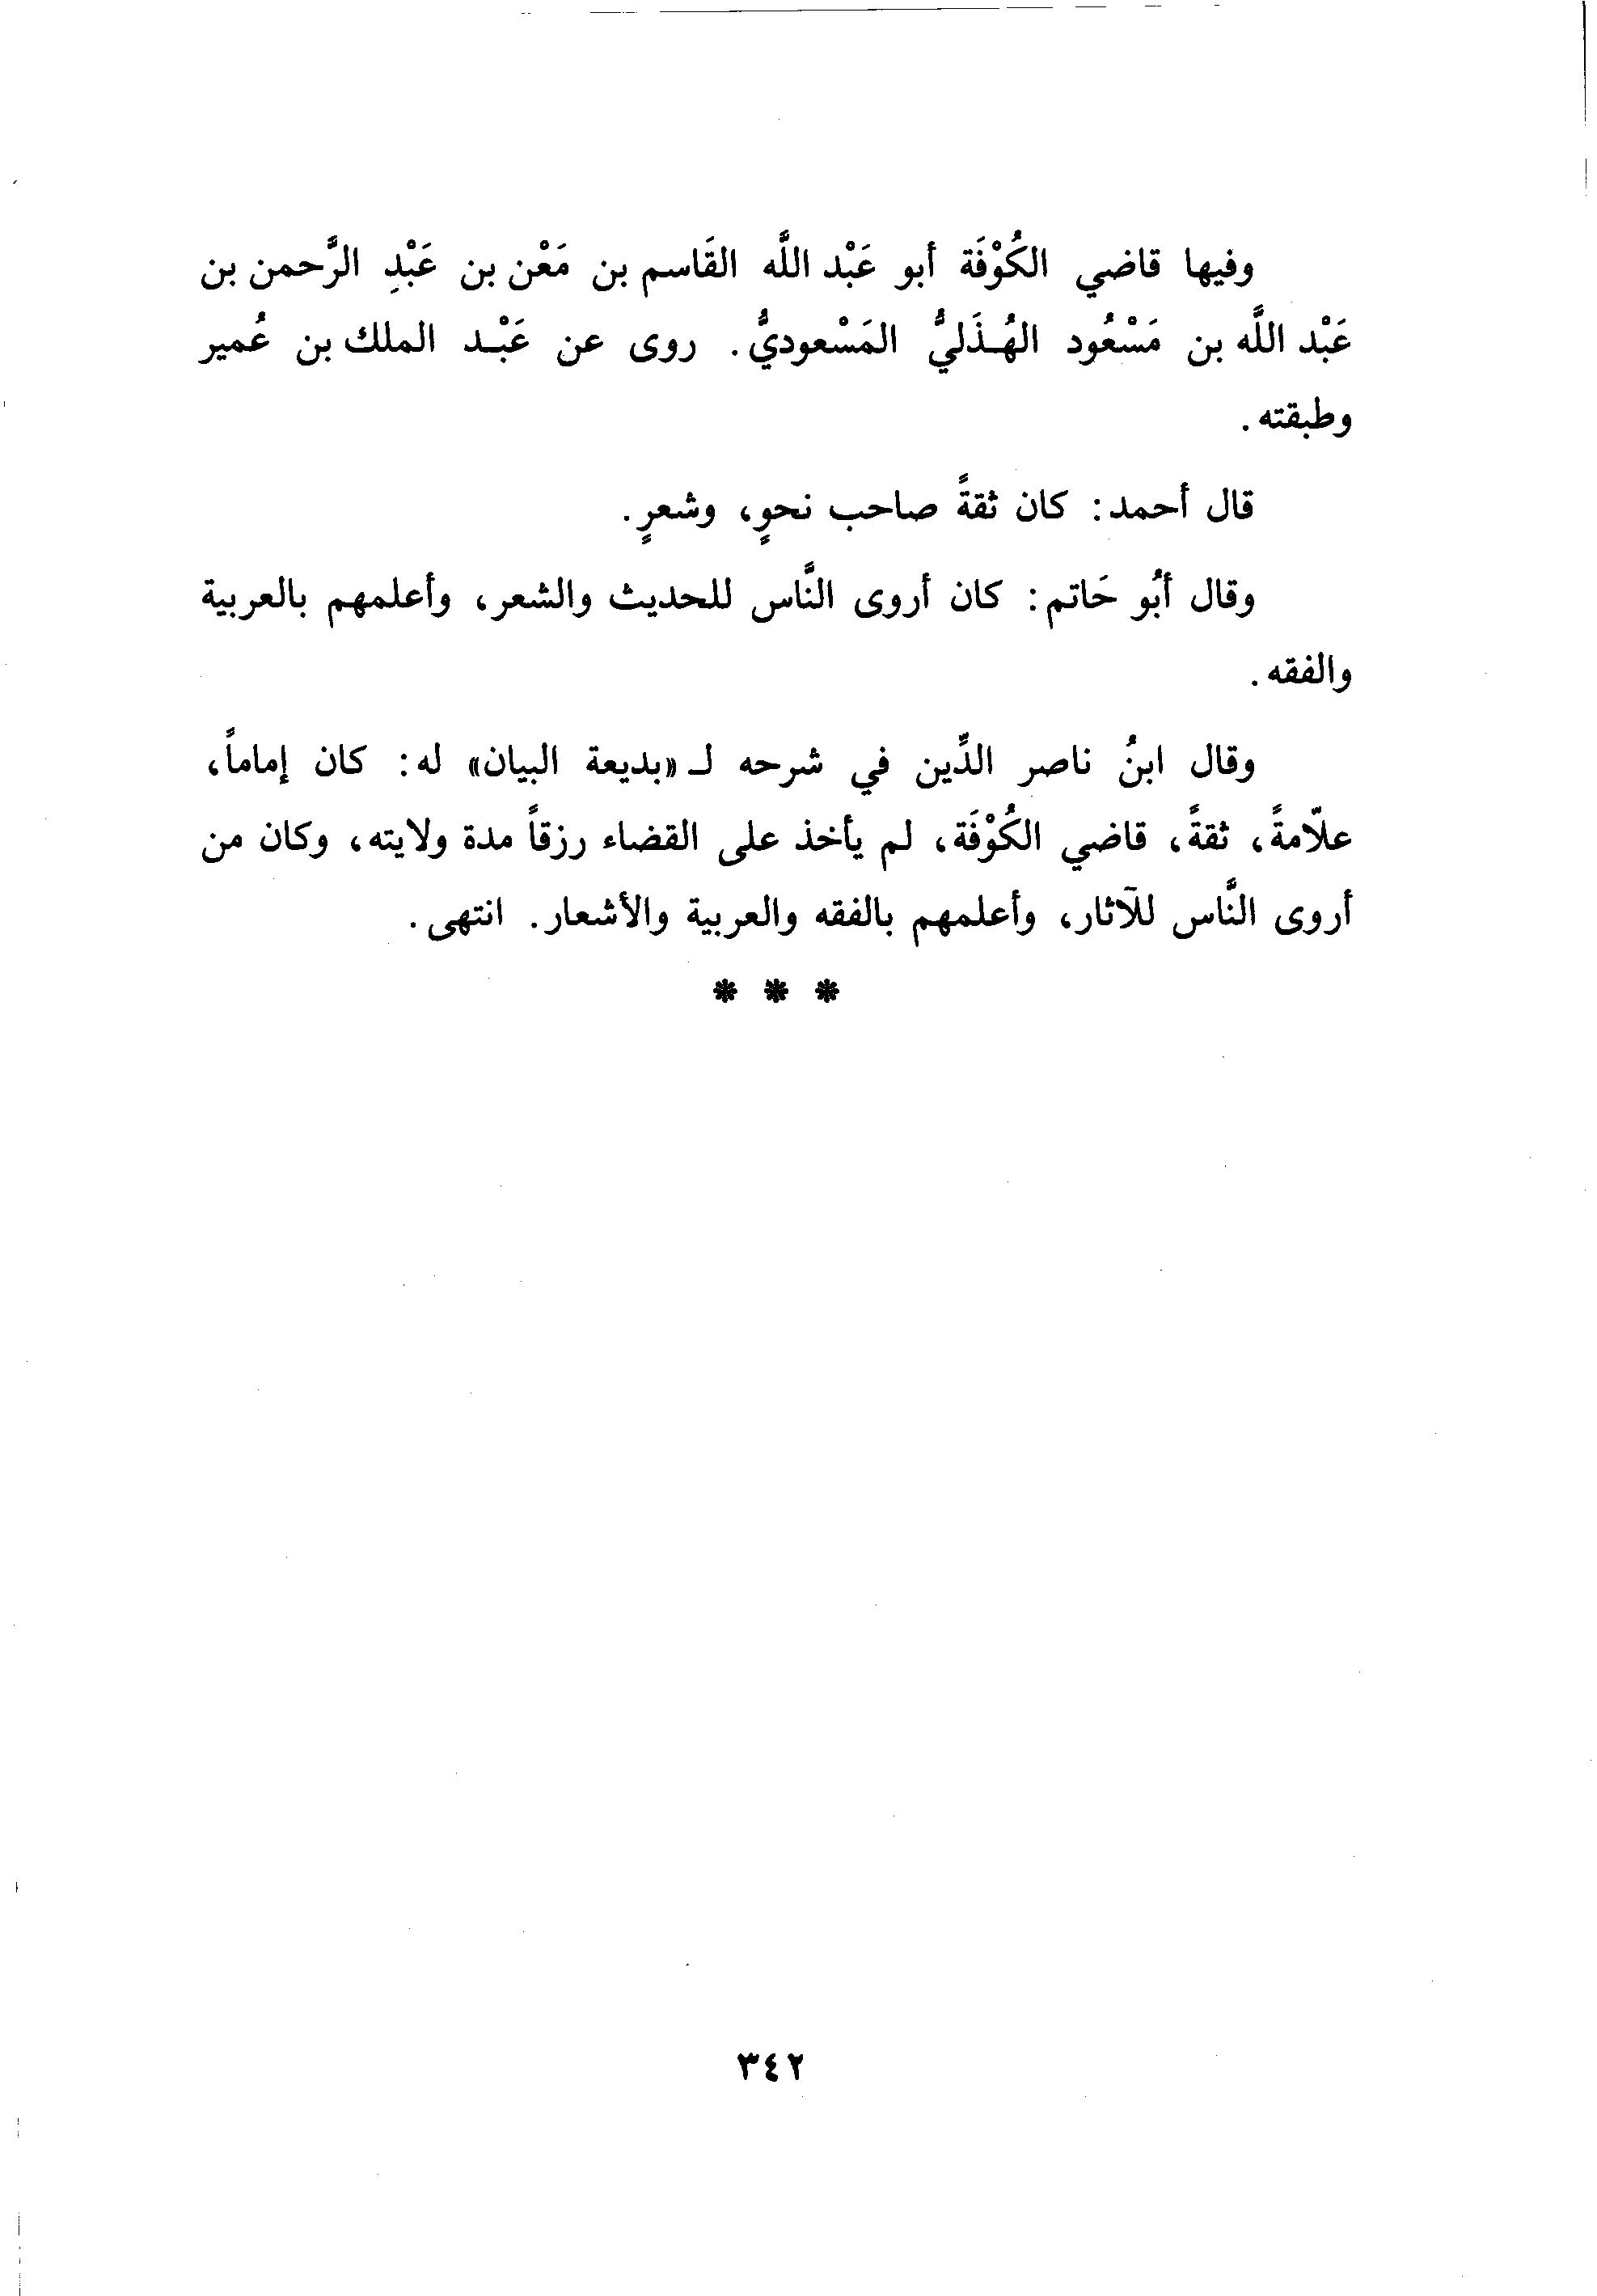 وفيها قاضي الكُوْفَة أبو عَبْد اللَّه القَاسم بن مَعْن بن عَبْدِ الرَّحمن بن
عَبْد اللَّه بن مَسْعُود الهُذَليُّ المَسْعوديُّ. روى عن عَبْد الملك بن عُمير
وطبقته.
قال أحمد: كان ثقةً صاحب نحوٍ، وشعرٍ.
وقال أبُو حَاتم: كان أروى النَّاس للحديث والشعر، وأعلمهم بالعربية
والفقه.
وقال ابنُ ناصر الدِّين في شرحه لـ «بديعة البيان» له: كان إماماً،
علّامةً، ثقةً، قاضي الكُوْفَة، لم يأخذ على القضاء رزقاً مدة ولايته، وكان من
أروى النَّاس للآثار، وأعلمهم بالفقه والعربية والأشعار. انتهى.
* * *
٣٤٢